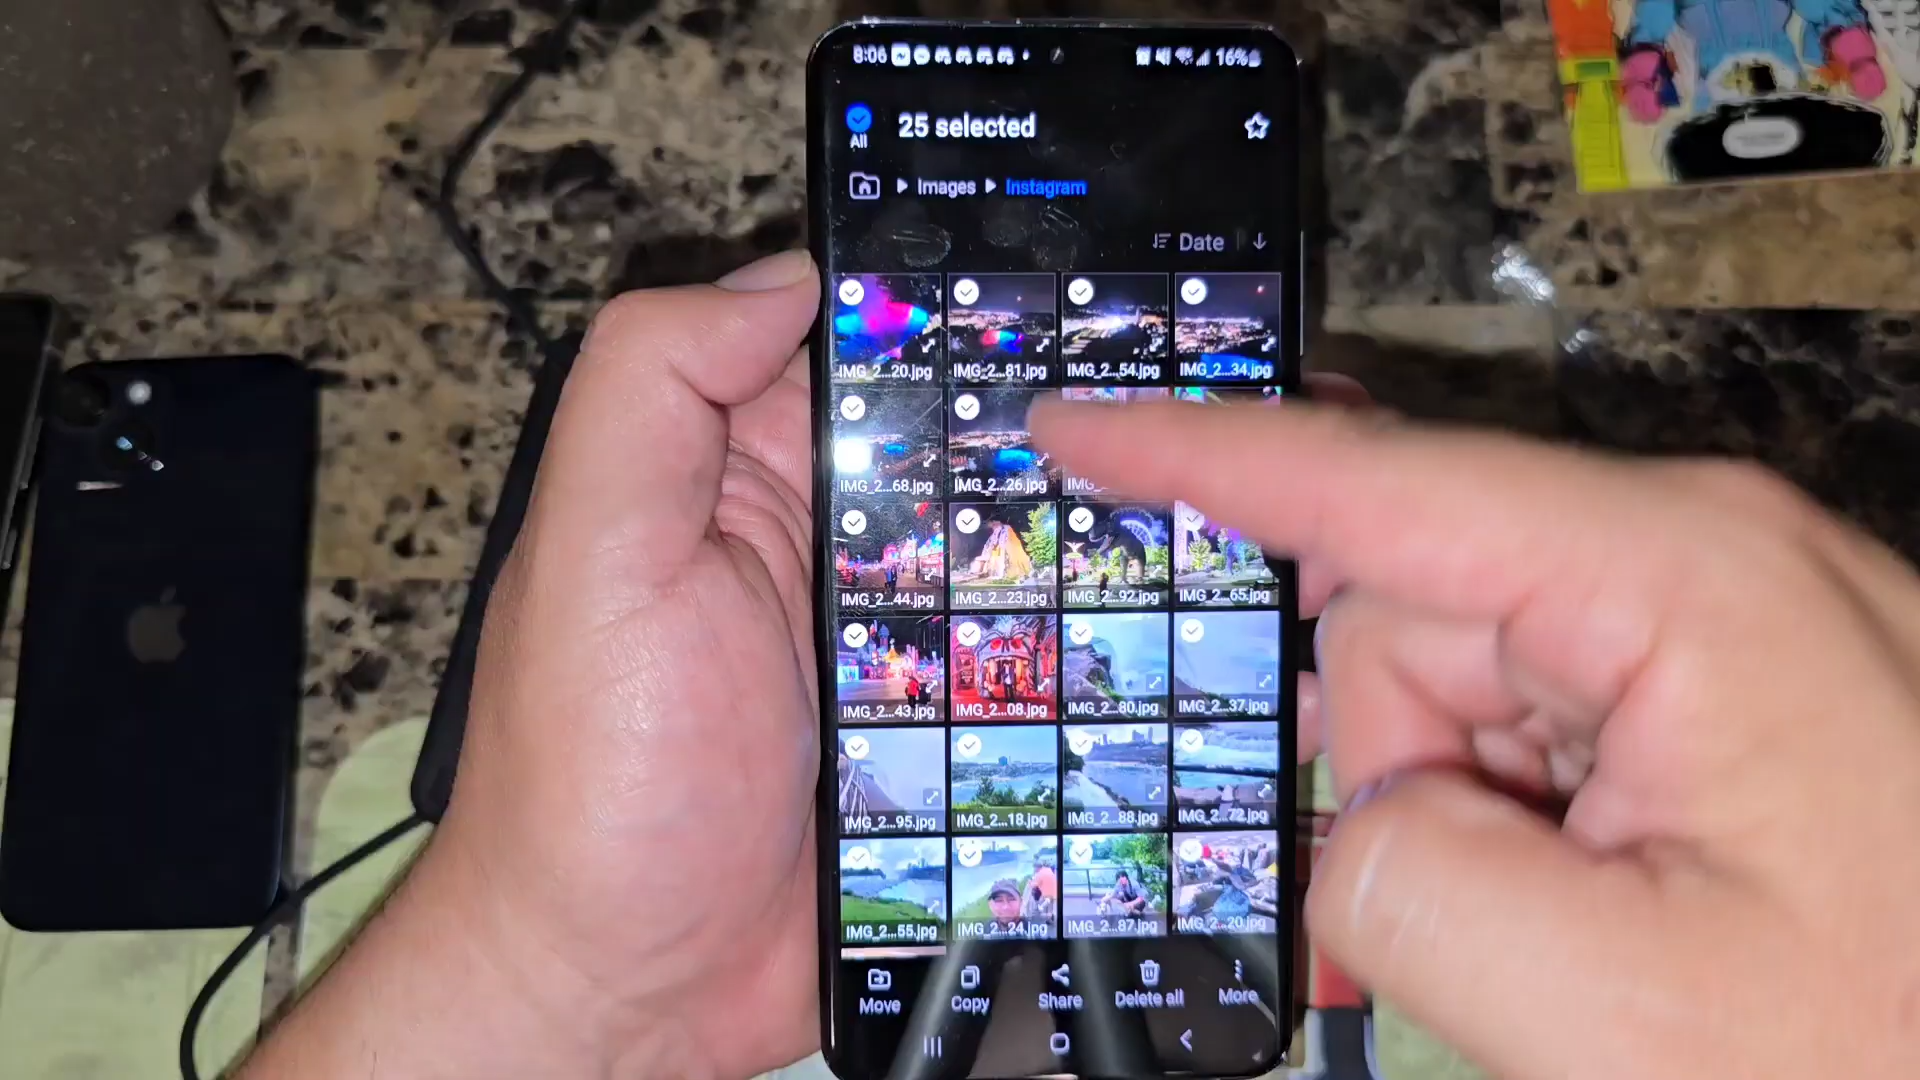 8:06 16%
All 25 selected
Images Instagram
Date
IMG_2...20.jpg IMG_2...81.jpg IMG_2...54.jpg IMG_2...34.jpg
IMG_2...68.jpg IMG_2...26.jpg IMG_
IMG_2...44.jpg IMG_2...23.jpg IMG_2...92.jpg IMG_2...65.jpg
IMG_2...43.jpg IMG_2...08.jpg IMG_2...80.jpg IMG_2...37.jpg
IMG_2...95.jpg IMG_2...18.jpg IMG_2...88.jpg IMG_2...72.jpg
IMG_2...55.jpg IMG_2...24.jpg IMG_2...87.jpg IMG_2...20.jpg
Move Copy Share Delete all More